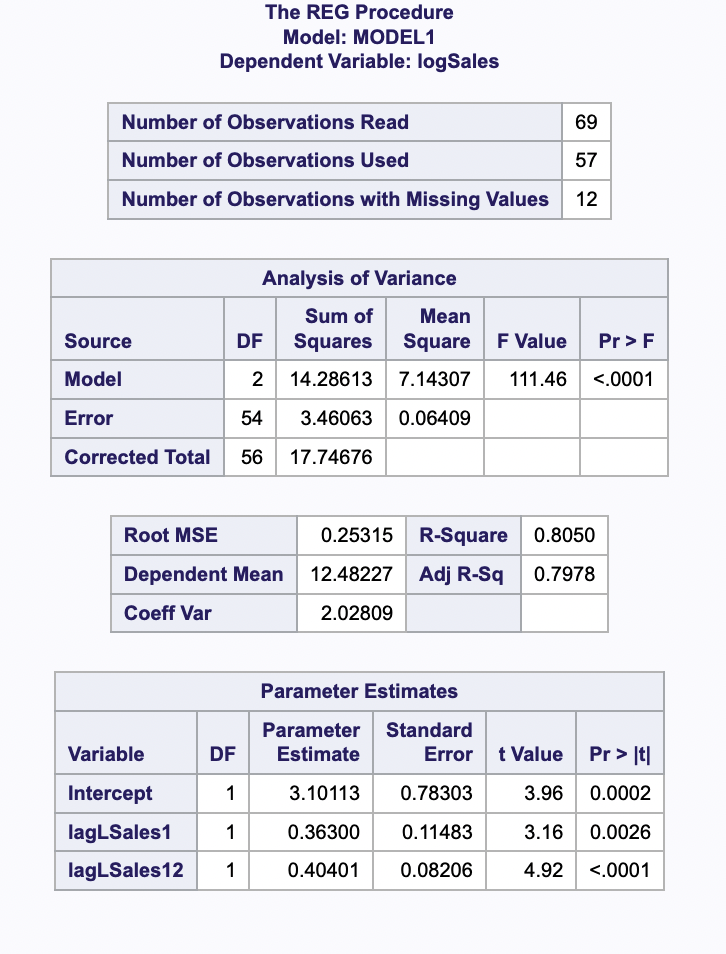 The REG Procedure
Model: MODEL1
Dependent Variable: logSales
Number of Observations Read 69
Number of Observations Used 57
Number of Observations with Missing Values 12
Analysis of Variance
Source DF Sum of Squares Mean Square F Value Pr > F
Model 2 14.28613 7.14307 111.46 <.0001
Error 54 3.46063 0.06409
Corrected Total 56 17.74676
Root MSE 0.25315 R-Square 0.8050
Dependent Mean 12.48227 Adj R-Sq 0.7978
Coeff Var 2.02809
Parameter Estimates
Variable DF Parameter Estimate Standard Error t Value Pr > |t|
Intercept 1 3.10113 0.78303 3.96 0.0002
lagLSales1 1 0.36300 0.11483 3.16 0.0026
lagLSales12 1 0.40401 0.08206 4.92 <.0001